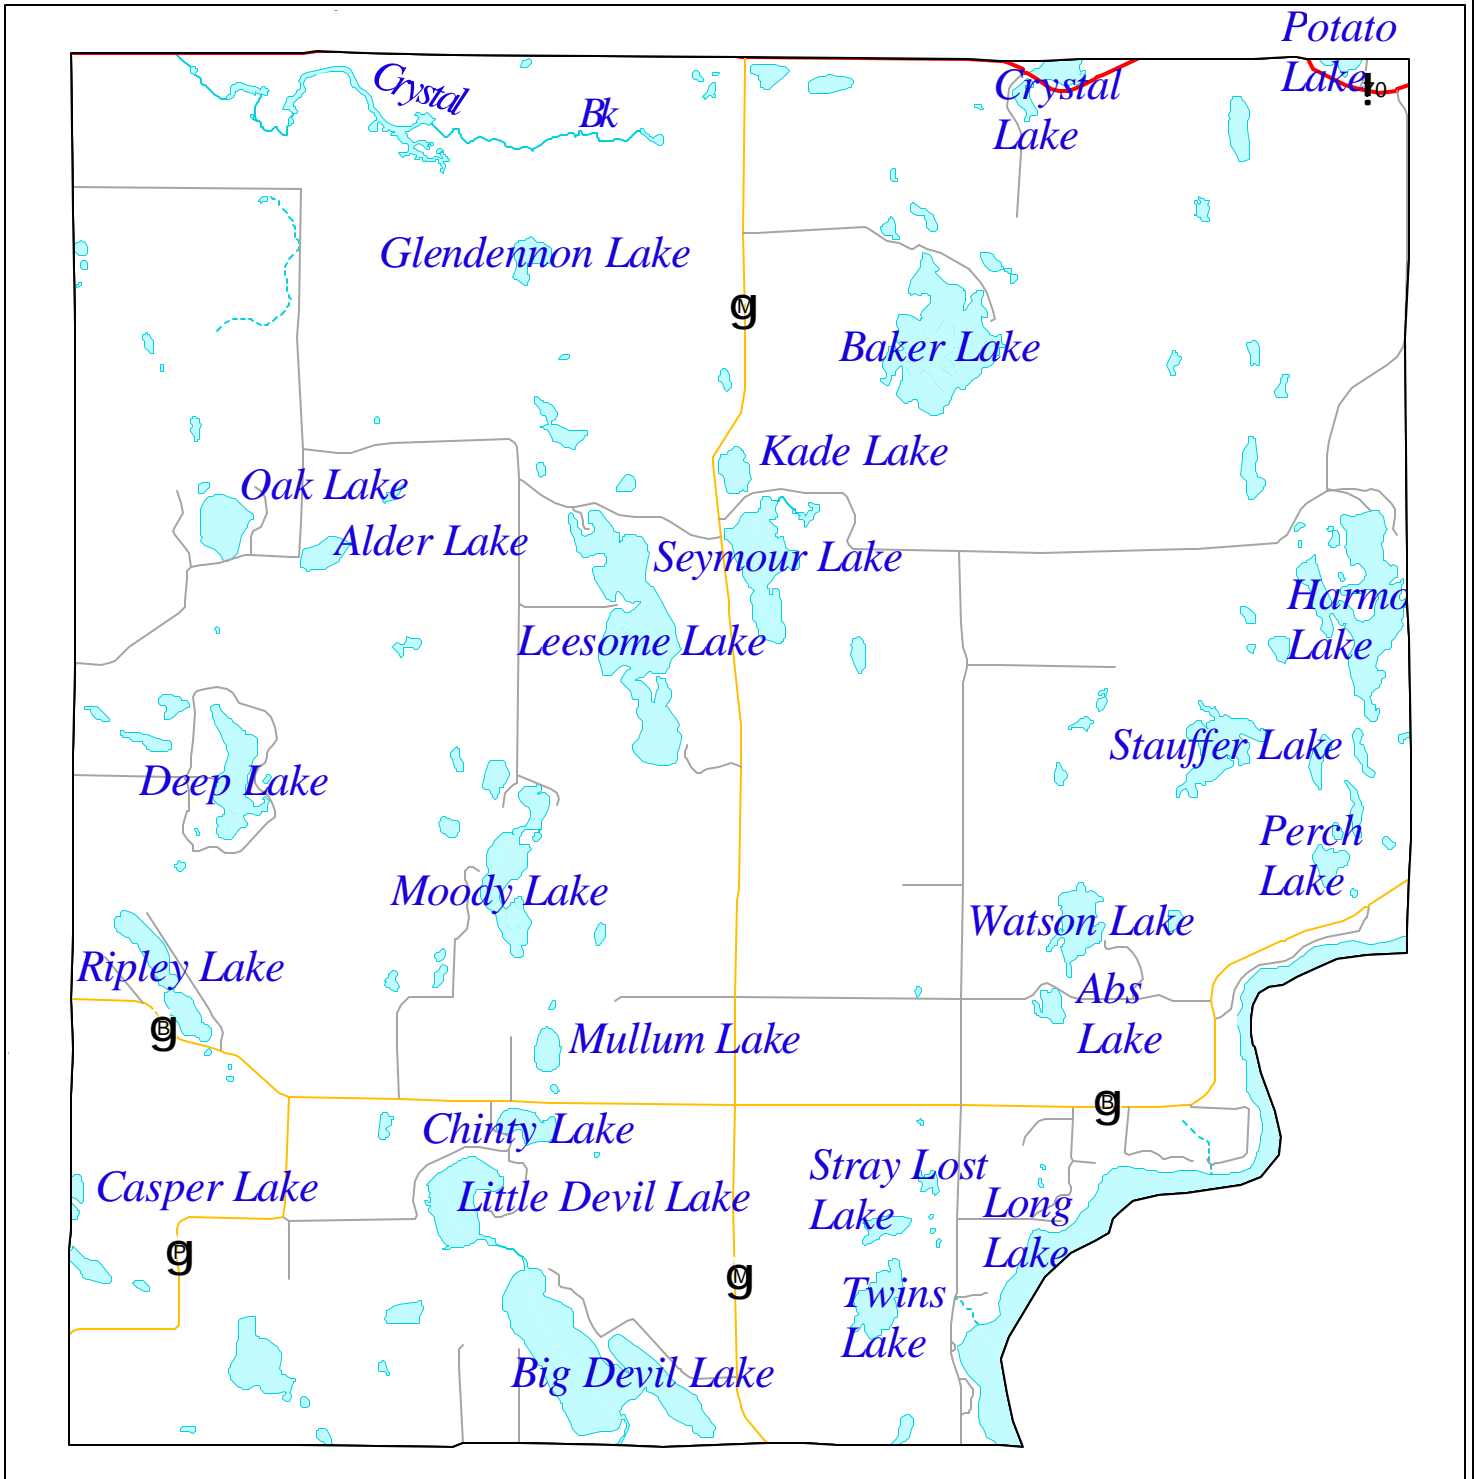 Potato
Lake
70
Crystal
Bk
Crystal
Lake
Glendennon Lake
g
M
Baker Lake
Kade Lake
Oak Lake
Alder Lake
Seymour Lake
Harmo
Lake
Leesome Lake
Stauffer Lake
Deep Lake
Perch
Lake
Moody Lake
Watson Lake
Ripley Lake
Abs
Lake
g
B
Mullum Lake
g
B
Chinty Lake
Stray Lost
Lake
Casper Lake
Little Devil Lake
Long
Lake
g
P
g
M
Twins
Lake
Big Devil Lake